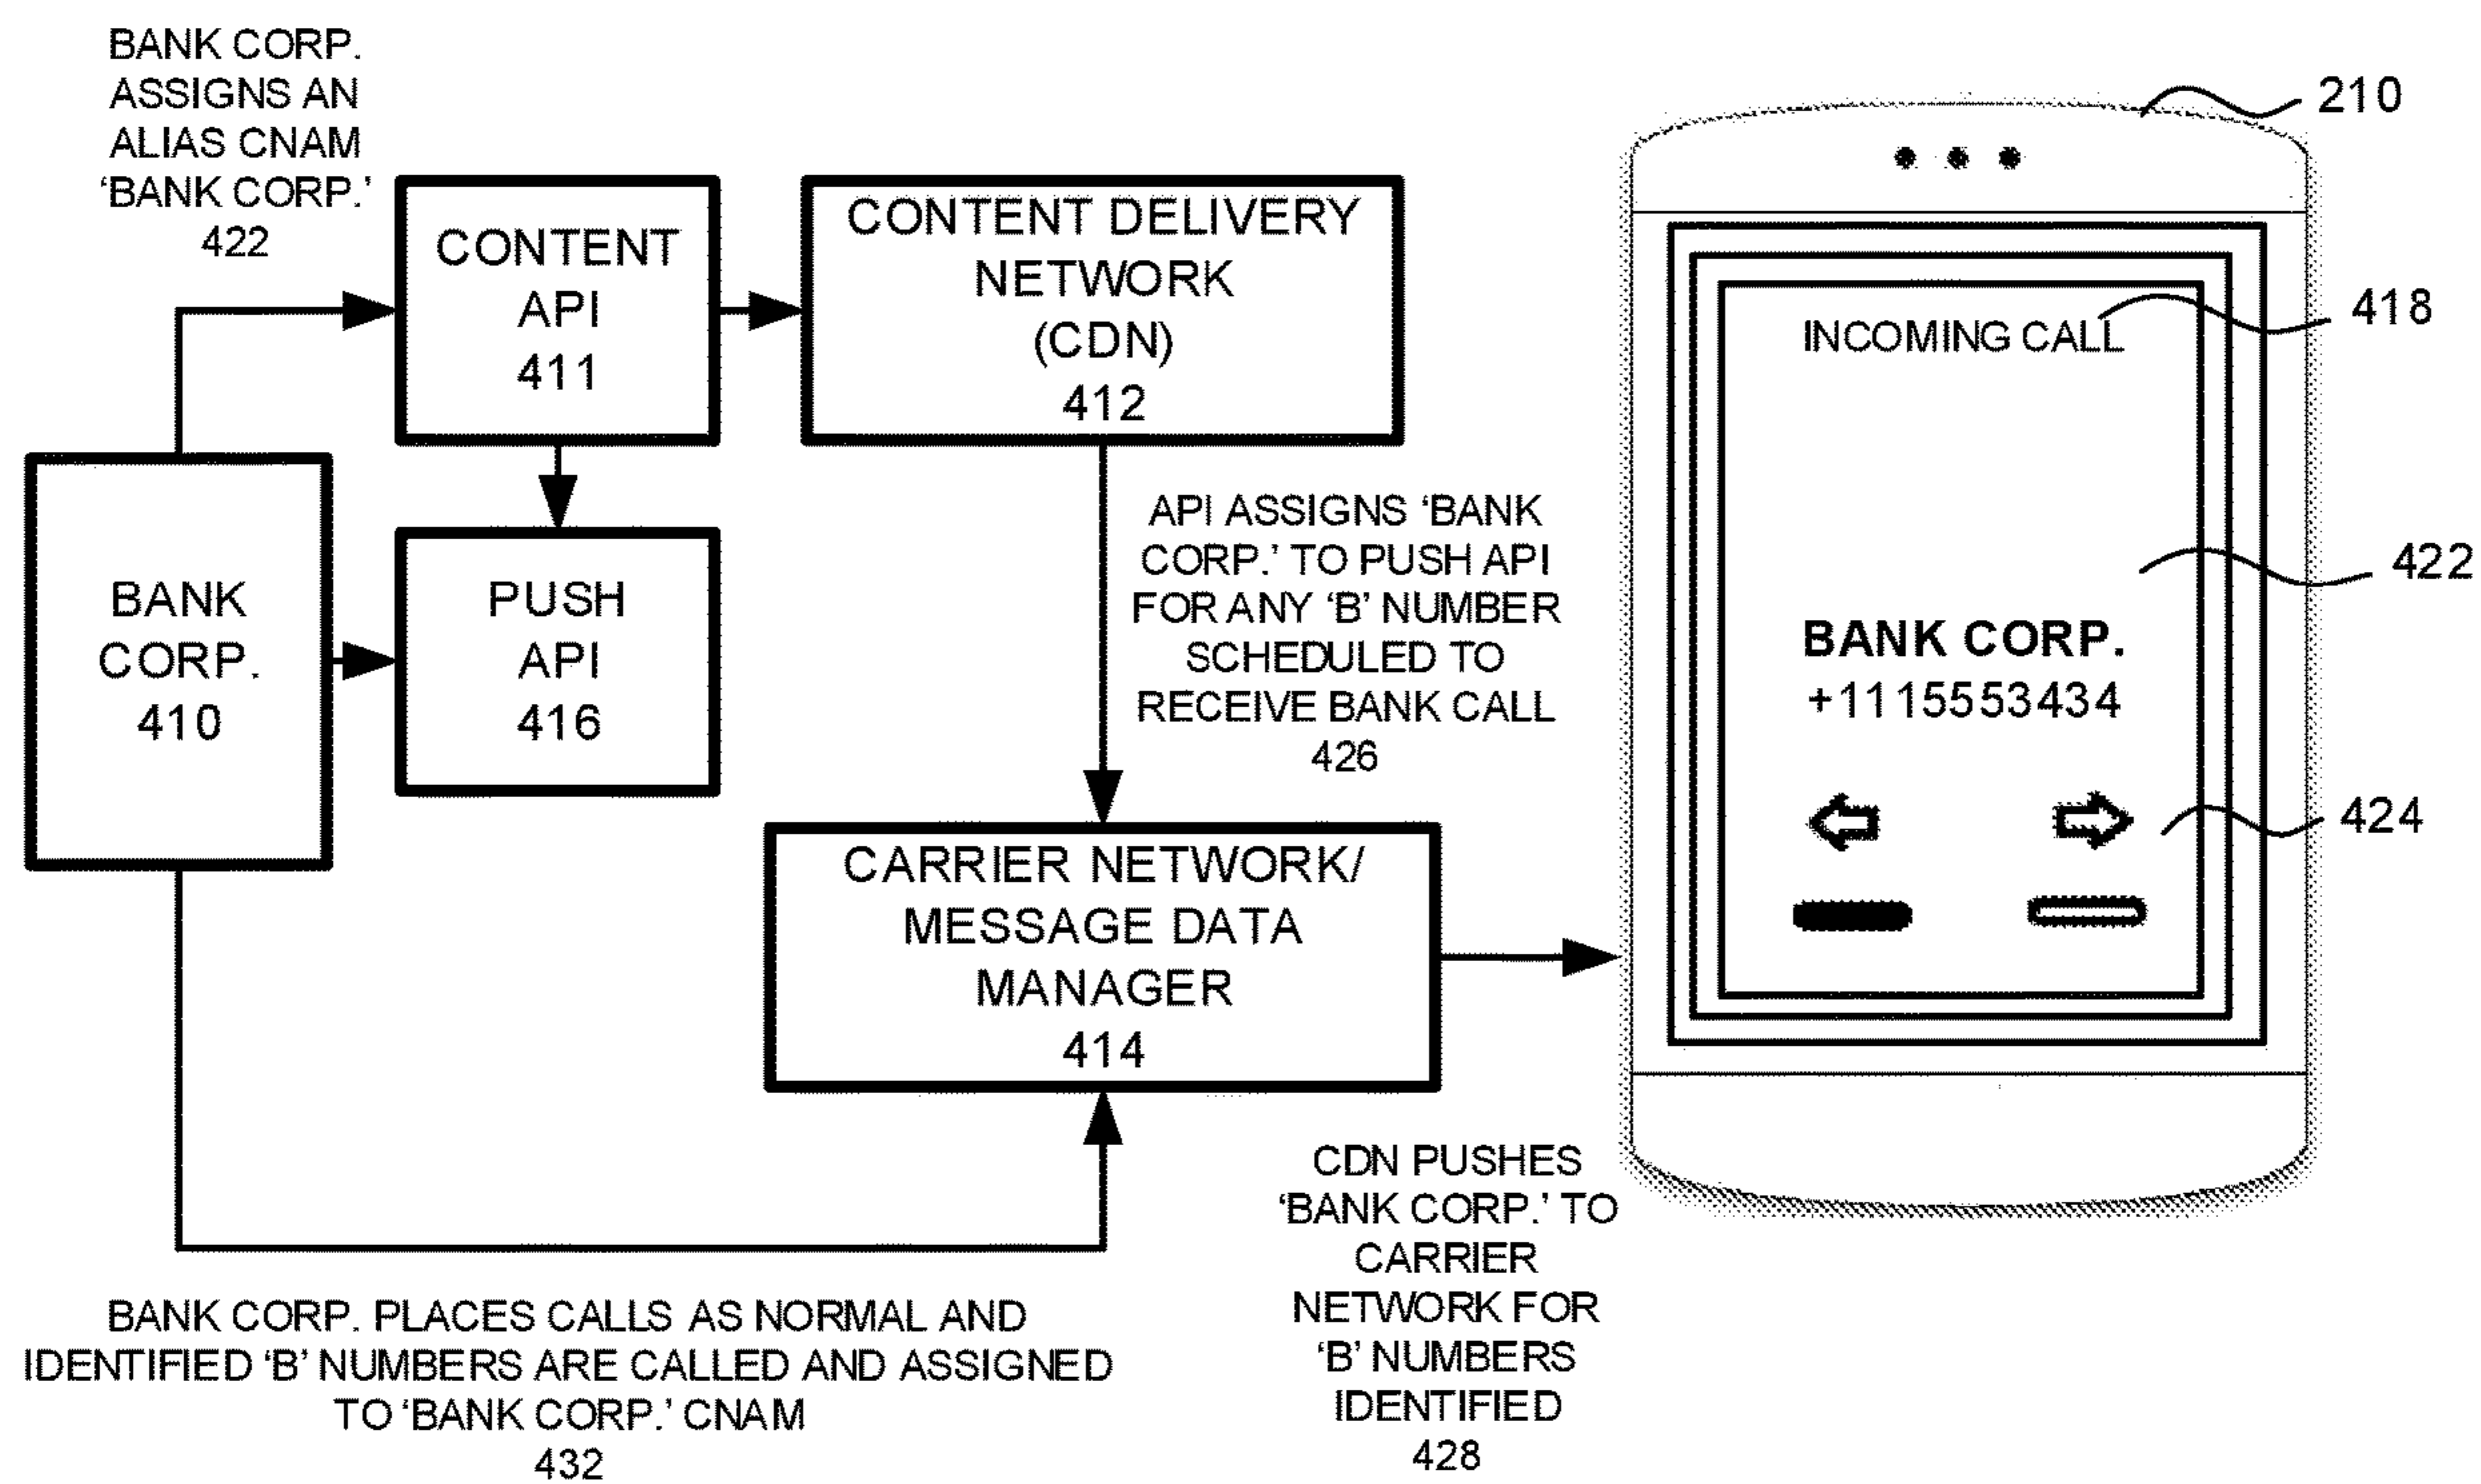 BANK CORP.
ASSIGNS AN
ALIAS CNAM
‘BANK CORP.’
422
CONTENT
API
411
CONTENT DELIVERY
NETWORK
(CDN)
412
BANK
CORP.
410
PUSH
API
416
API ASSIGNS ‘BANK
CORP.’ TO PUSH API
FOR ANY ‘B’ NUMBER
SCHEDULED TO
RECEIVE BANK CALL
426
CARRIER NETWORK/
MESSAGE DATA
MANAGER
414
BANK CORP. PLACES CALLS AS NORMAL AND
IDENTIFIED ‘B’ NUMBERS ARE CALLED AND ASSIGNED
TO ‘BANK CORP.’ CNAM
432
CDN PUSHES
‘BANK CORP.’ TO
CARRIER
NETWORK FOR
‘B’ NUMBERS
IDENTIFIED
428
210
INCOMING CALL
418
422
BANK CORP.
+1115553434
424